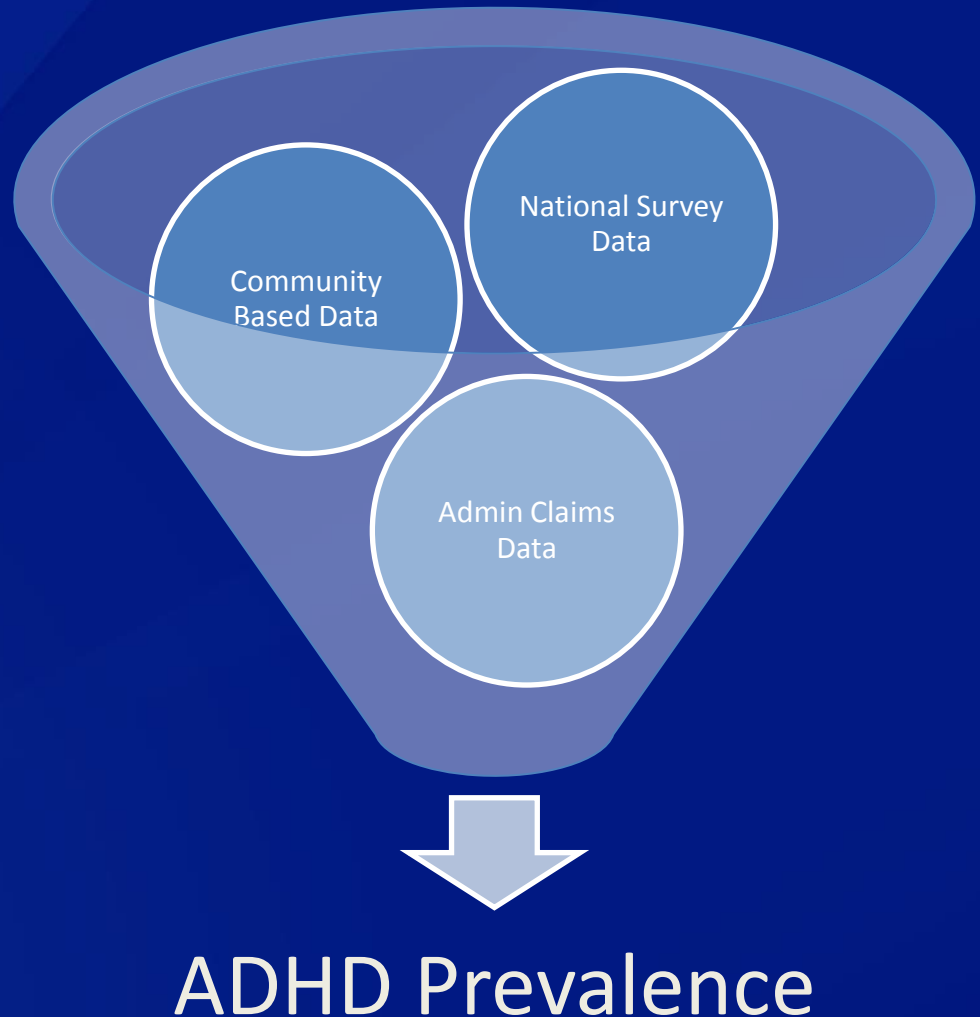 National Survey
Data
Community
Based Data
Admin Claims
Data
ADHD Prevalence